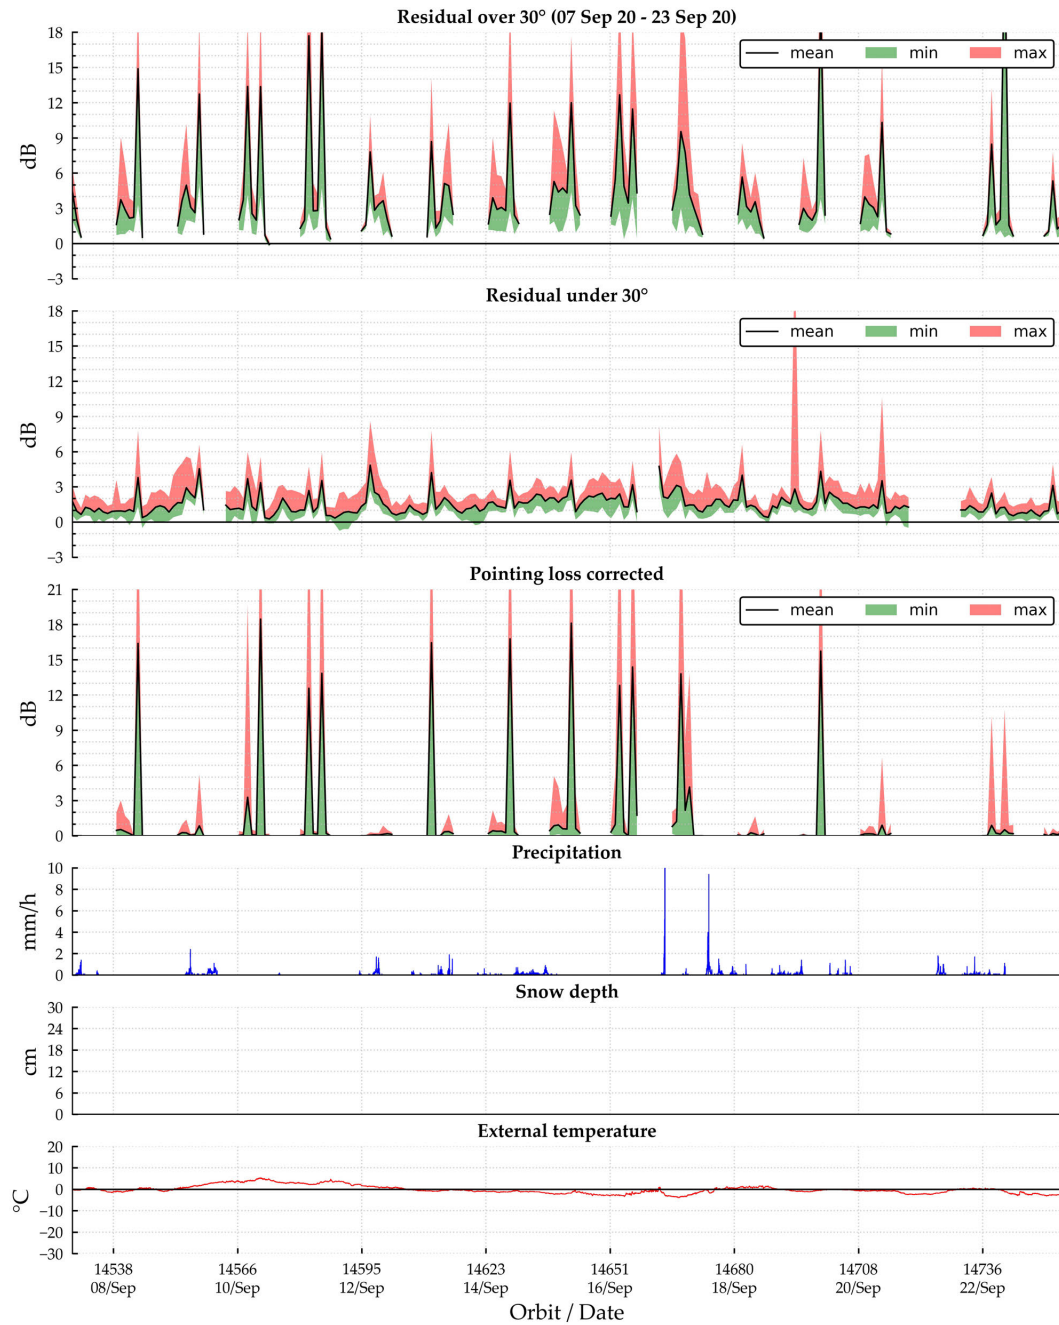 Residual over 30° (07 Sep 20 - 23 Sep 20)
18
15
12
9
6
3
0
−3
dB
mean min max
Residual under 30°
18
15
12
9
6
3
0
−3
dB
mean min max
Pointing loss corrected
21
18
15
12
9
6
3
0
dB
mean min max
Precipitation
10
8
6
4
2
0
mm/h
Snow depth
30
24
18
12
6
0
cm
External temperature
20
10
0
−10
−20
−30
°C
14538 14566 14595 14623 14651 14680 14708 14736
08/Sep 10/Sep 12/Sep 14/Sep 16/Sep 18/Sep 20/Sep 22/Sep
Orbit / Date